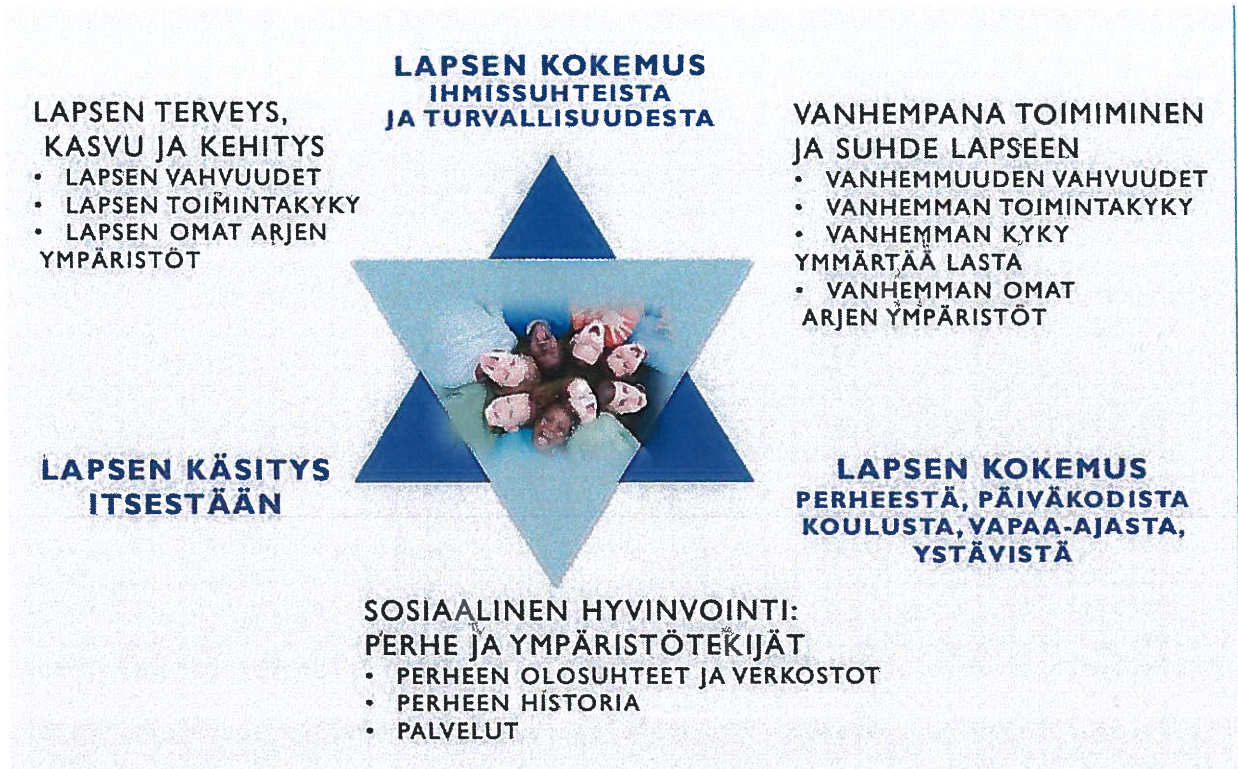 LAPSEN KOKEMUS
IHMISSUHTEISTA
JA TURVALLISUUDESTA
LAPSEN TERVEYS,
KASVU JA KEHITYS
• LAPSEN VAHVUUDET
• LAPSEN TOIMINTAKYKY
• LAPSEN OMAT ARJEN
YMPÄRISTÖT
VANHEMPANA TOIMIMINEN
JA SUHDE LAPSEEN
• VANHEMMUUDEN VAHVUUDET
• VANHEMMAN TOIMINTAKYKY
• VANHEMMAN KYKY
YMMÄRTÄÄ LASTA
• VANHEMMAN OMAT
ARJEN YMPÄRISTÖT
LAPSEN KÄSITYS
ITSESTÄÄN
LAPSEN KOKEMUS
PERHEESTÄ, PÄIVÄKODISTA
KOULUSTA, VAPAA-AJASTA,
YSTÄVISTÄ
SOSIAALINEN HYVINVOINTI:
PERHE JA YMPÄRISTÖTEKIJÄT
• PERHEEN OLOSUHTEET JA VERKOSTOT
• PERHEEN HISTORIA
• PALVELUT